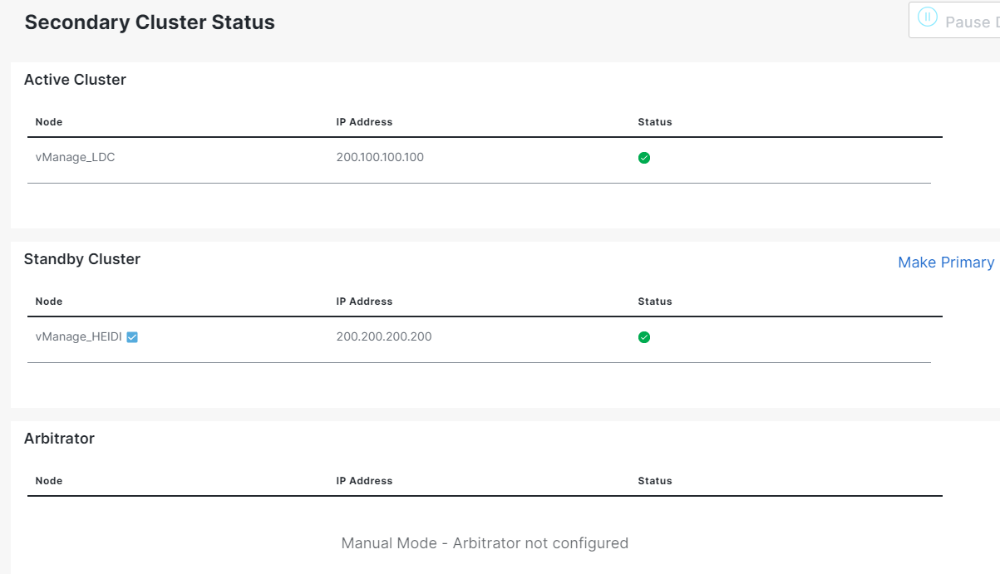 Secondary Cluster Status
Pause D
Active Cluster
Node IP Address Status
vManage_LDC 200.100.100.100
Standby Cluster
Make Primary
Node IP Address Status
vManage_HEIDI 200.200.200.200
Arbitrator
Node IP Address Status
Manual Mode - Arbitrator not configured